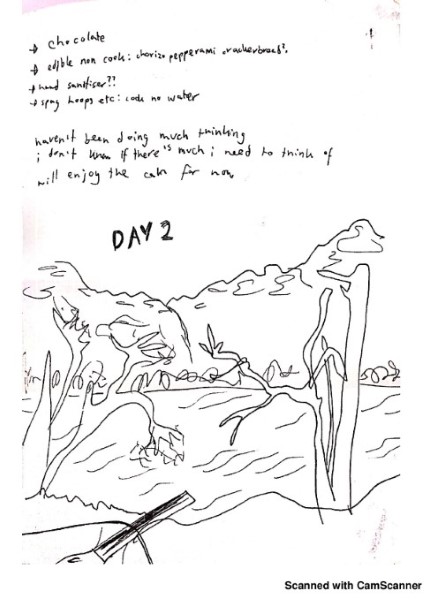 → chocolate
→ edible non cook: chorizo pepperami crackerbread?.
→ hand sanitiser??
→ spag hoops etc: cook no water
haven't been doing much thinking
i don't know if there is much i need to think of
will enjoy the calm for now.
DAY 2
Scanned with CamScanner